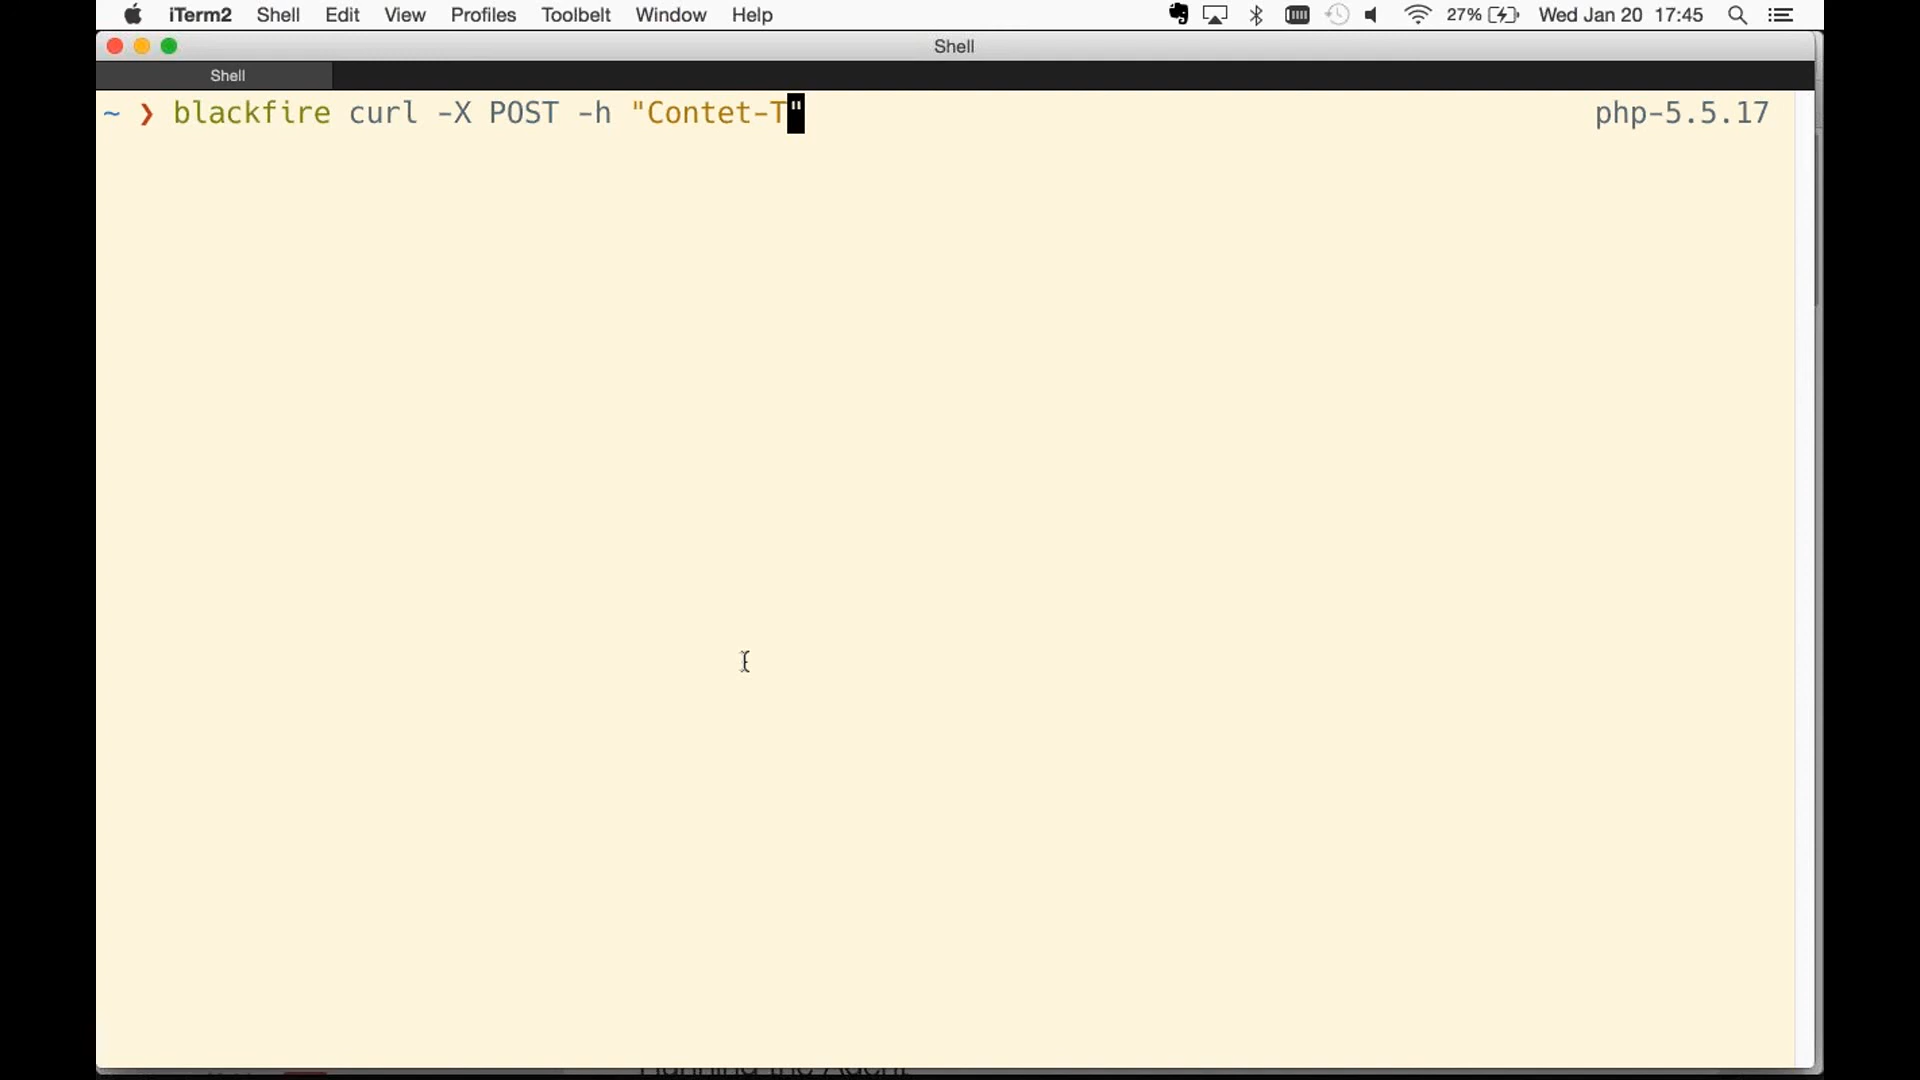 iTerm2 Shell Edit View Profiles Toolbelt Window Help 27% Wed Jan 20 17:45
Shell
Shell
~ ❯ blackfire curl -X POST -h "Contet-T" php-5.5.17